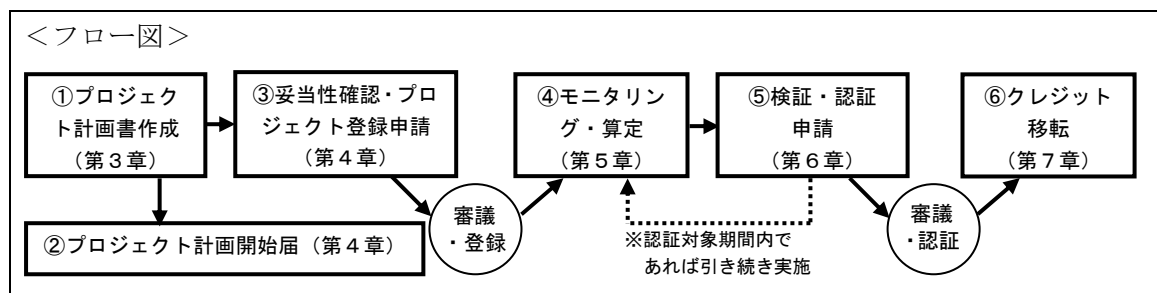 ＜フロー図＞
①プロジェク
ト計画書作成
（第３章）
③妥当性確認・プロ
ジェクト登録申請
（第４章）
④モニタリン
グ・算定
（第５章）
⑤検証・認証
申請
（第６章）
⑥クレジット
移転
（第７章）
②プロジェクト計画開始届（第４章）
審議
・登録
※認証対象期間内で
あれば引き続き実施
審議
・認証